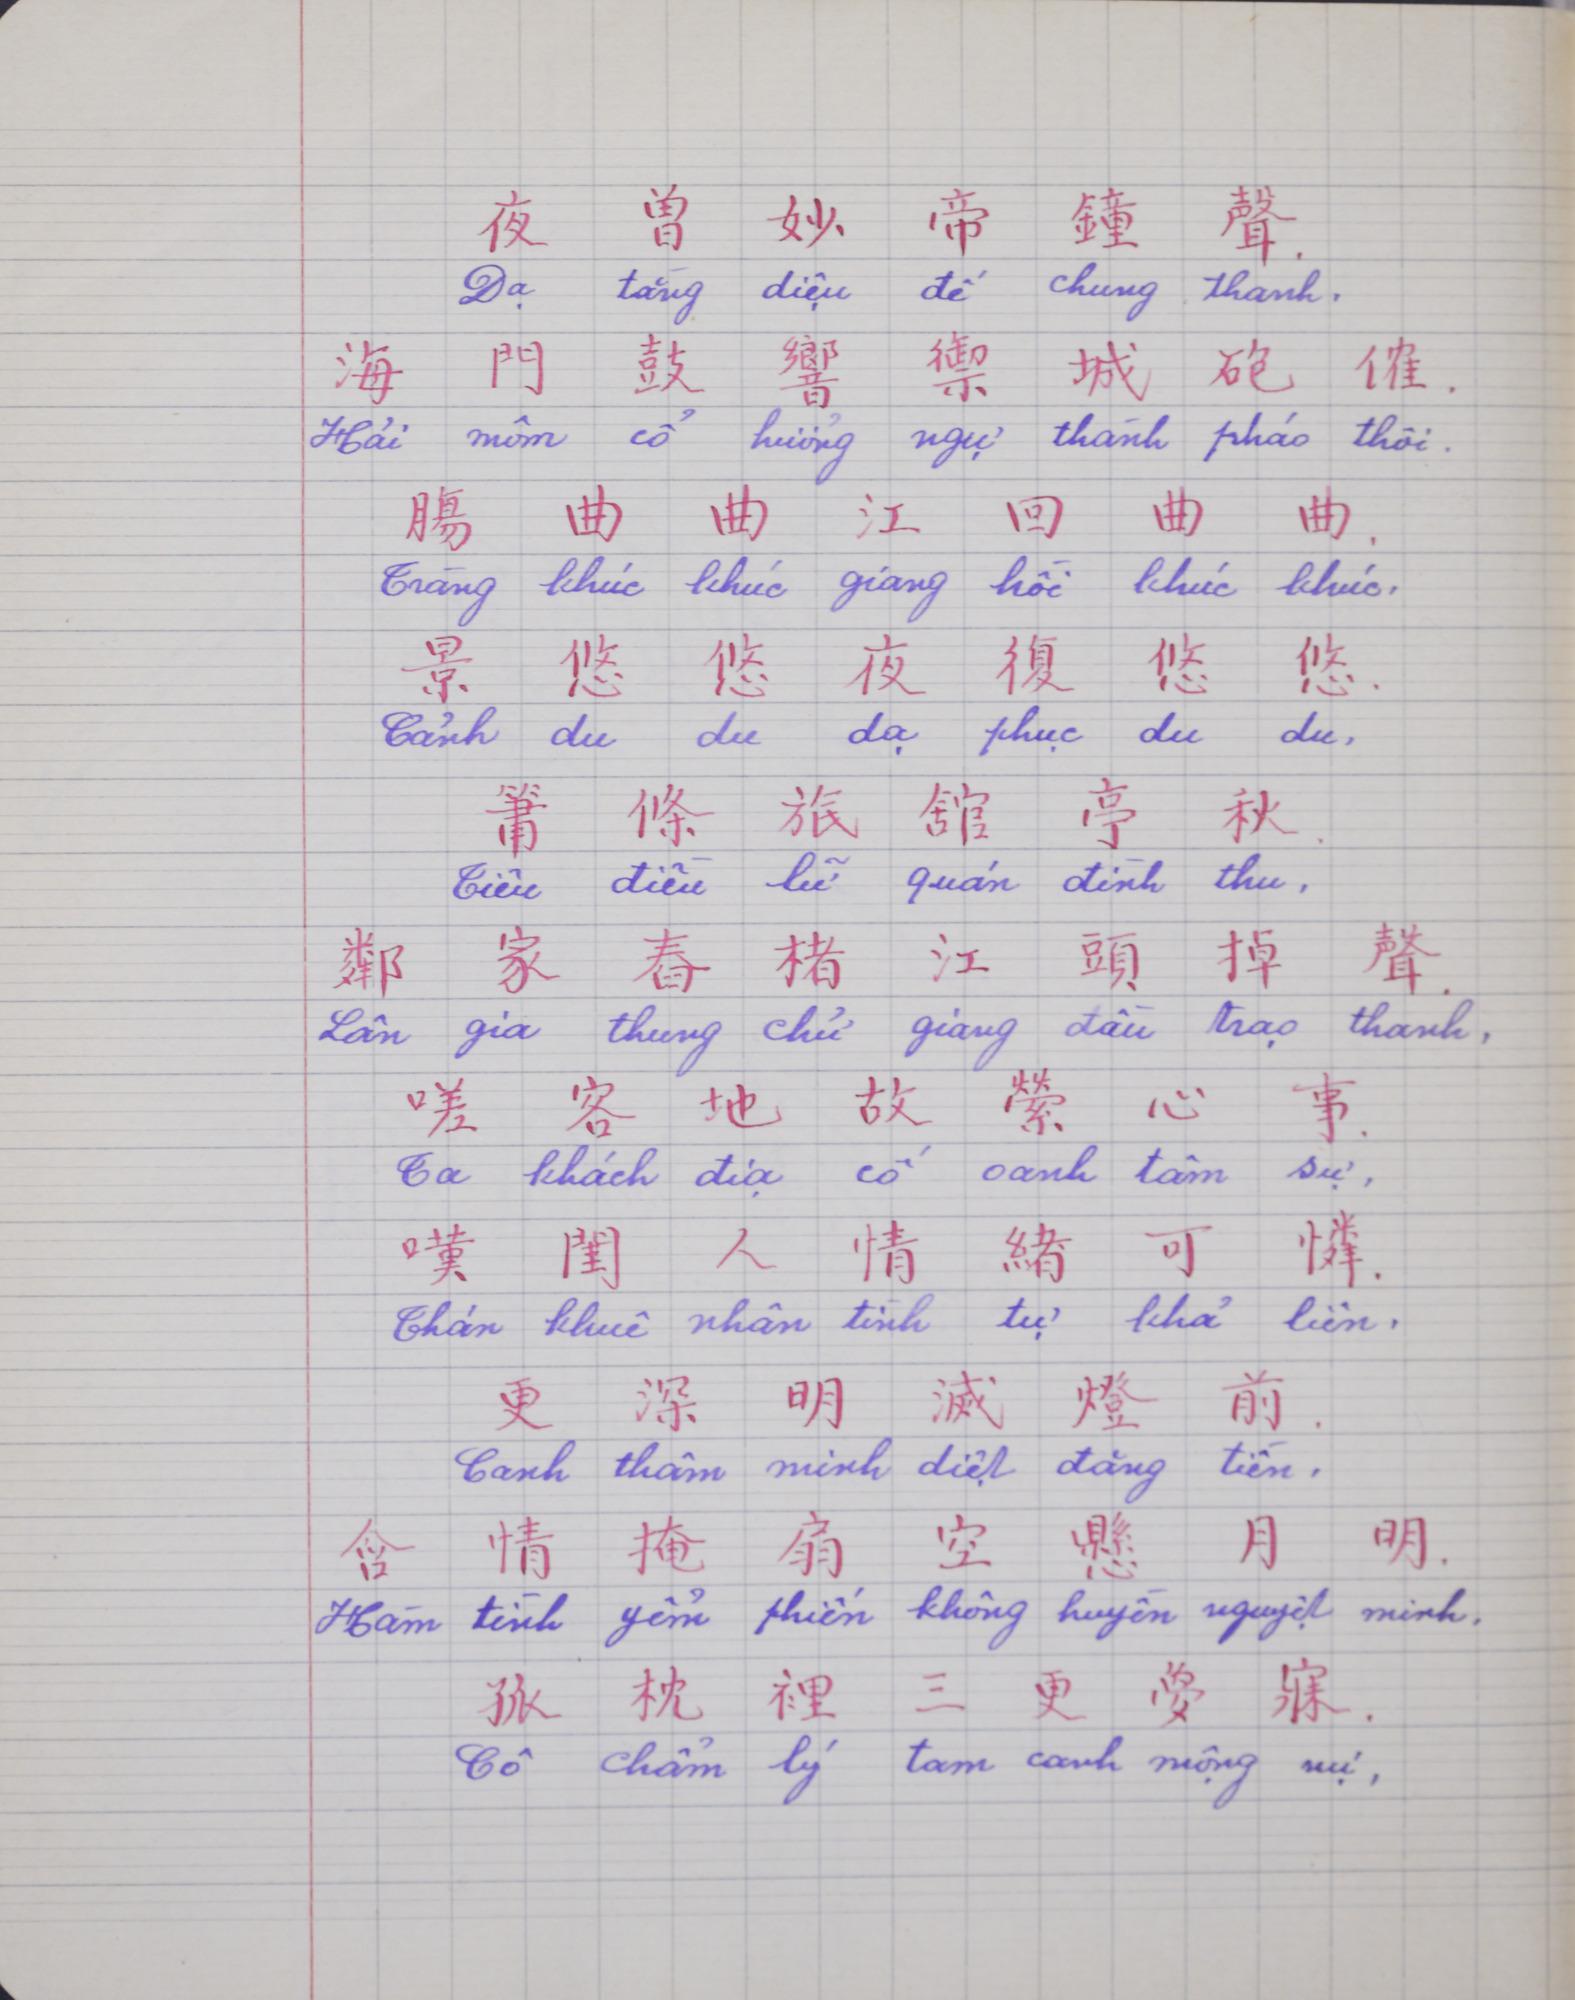 夜 曾 妙 帝 鐘 聲.
Dạ tằng diệu đế chung thanh.
海 門 鼓 響 禦 城 砲 催.
Hải môm cổ hưởng ngự thành pháo thôi.
腸 曲 曲 江 回 曲 曲.
Tràng khúc khúc giang hồi khúc khúc.
景 悠 悠 夜 復 悠 悠.
Cảnh du du dạ phục du du.
簫 條 旅 舘 亭 秋.
Tiêu điều lữ quán đình thu.
鄰 家 舂 楮 江 頭 掉 聲.
Lân gia thung chử giang đầu trạo thanh.
嗟 客 地 故 縈 心 事.
Ta khách địa cố oanh tâm sự.
嘆 閨 人 情 緒 可 憐.
Thán khuê nhân tình tự khả liên.
更 深 明 滅 燈 前.
Canh thâm minh diệt đăng tiền.
含 情 掩 扇 空 懸 月 明.
Hàm tình yểm phiến không huyền nguyệt minh.
孤 枕 裡 三 更 夢 寐.
Cô chẩm lý tam canh mộng mị.